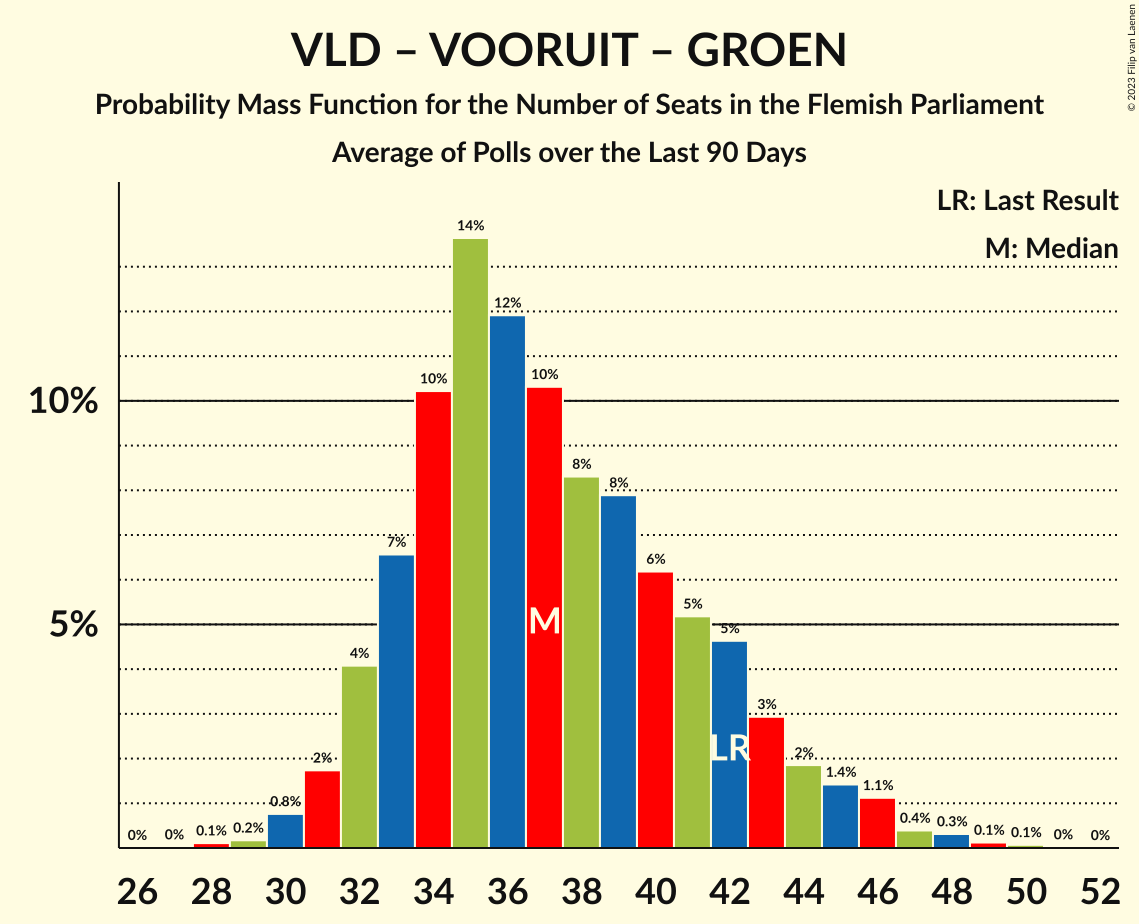 VLD – VOORUIT – GROEN
Probability Mass Function for the Number of Seats in the Flemish Parliament
Average of Polls over the Last 90 Days
© 2023 Filip van Laenen
LR: Last Result
M: Median
14%
12%
10% 10%
10%
8% 8%
7%
6%
5% 5%
5%
M
4%
3%
LR
2% 2%
1.4%
1.1%
0.8%
0% 0% 0.1% 0.2% 0.4% 0.3% 0.1% 0.1% 0% 0%
26 28 30 32 34 36 38 40 42 44 46 48 50 52